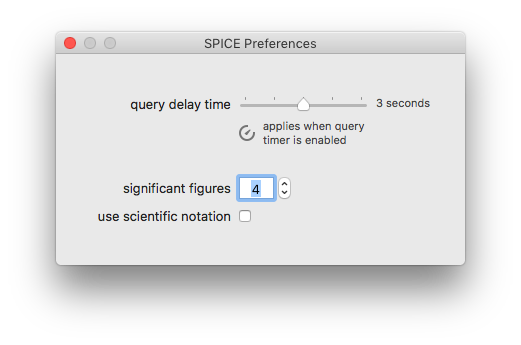 SPICE Preferences
query delay time
3 seconds
applies when query
timer is enabled
significant figures
4
use scientific notation